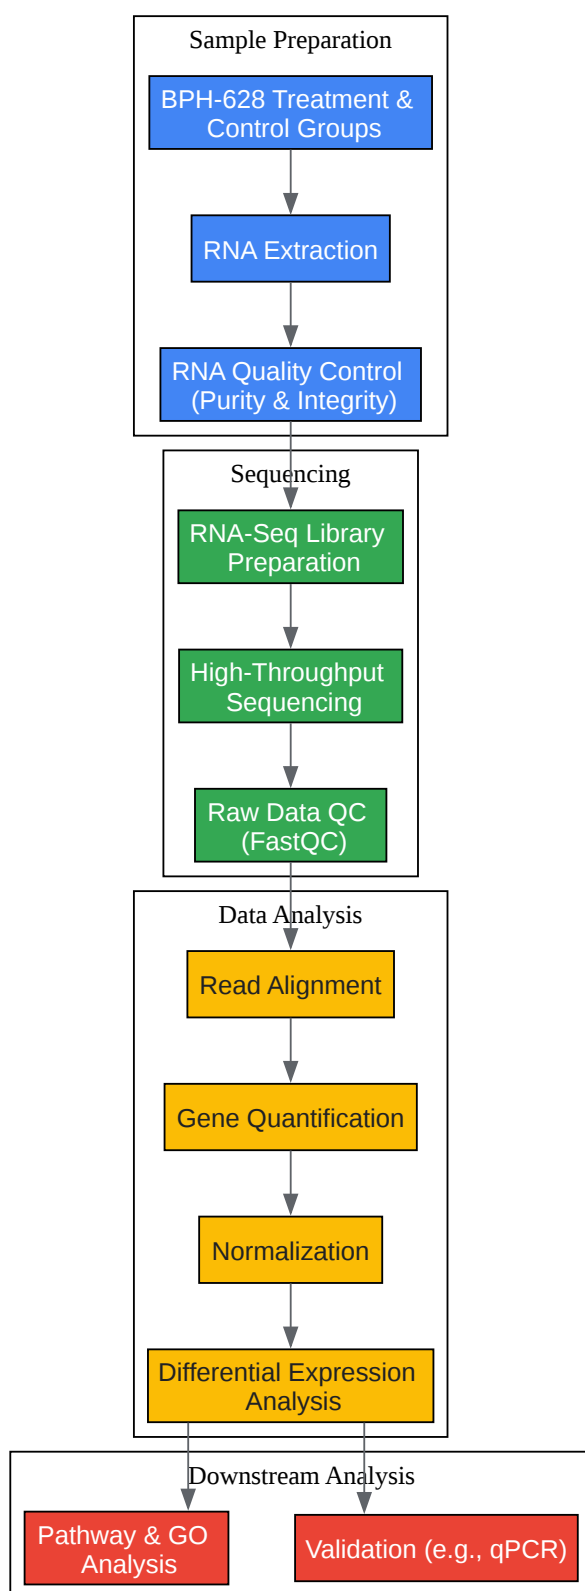 Sample Preparation
BPH-628 Treatment &
Control Groups
RNA Extraction
RNA Quality Control
(Purity & Integrity)
Sequencing
RNA-Seq Library
Preparation
High-Throughput
Sequencing
Raw Data QC
(FastQC)
Data Analysis
Read Alignment
Gene Quantification
Normalization
Differential Expression
Analysis
Downstream Analysis
Pathway & GO
Analysis
Validation (e.g., qPCR)